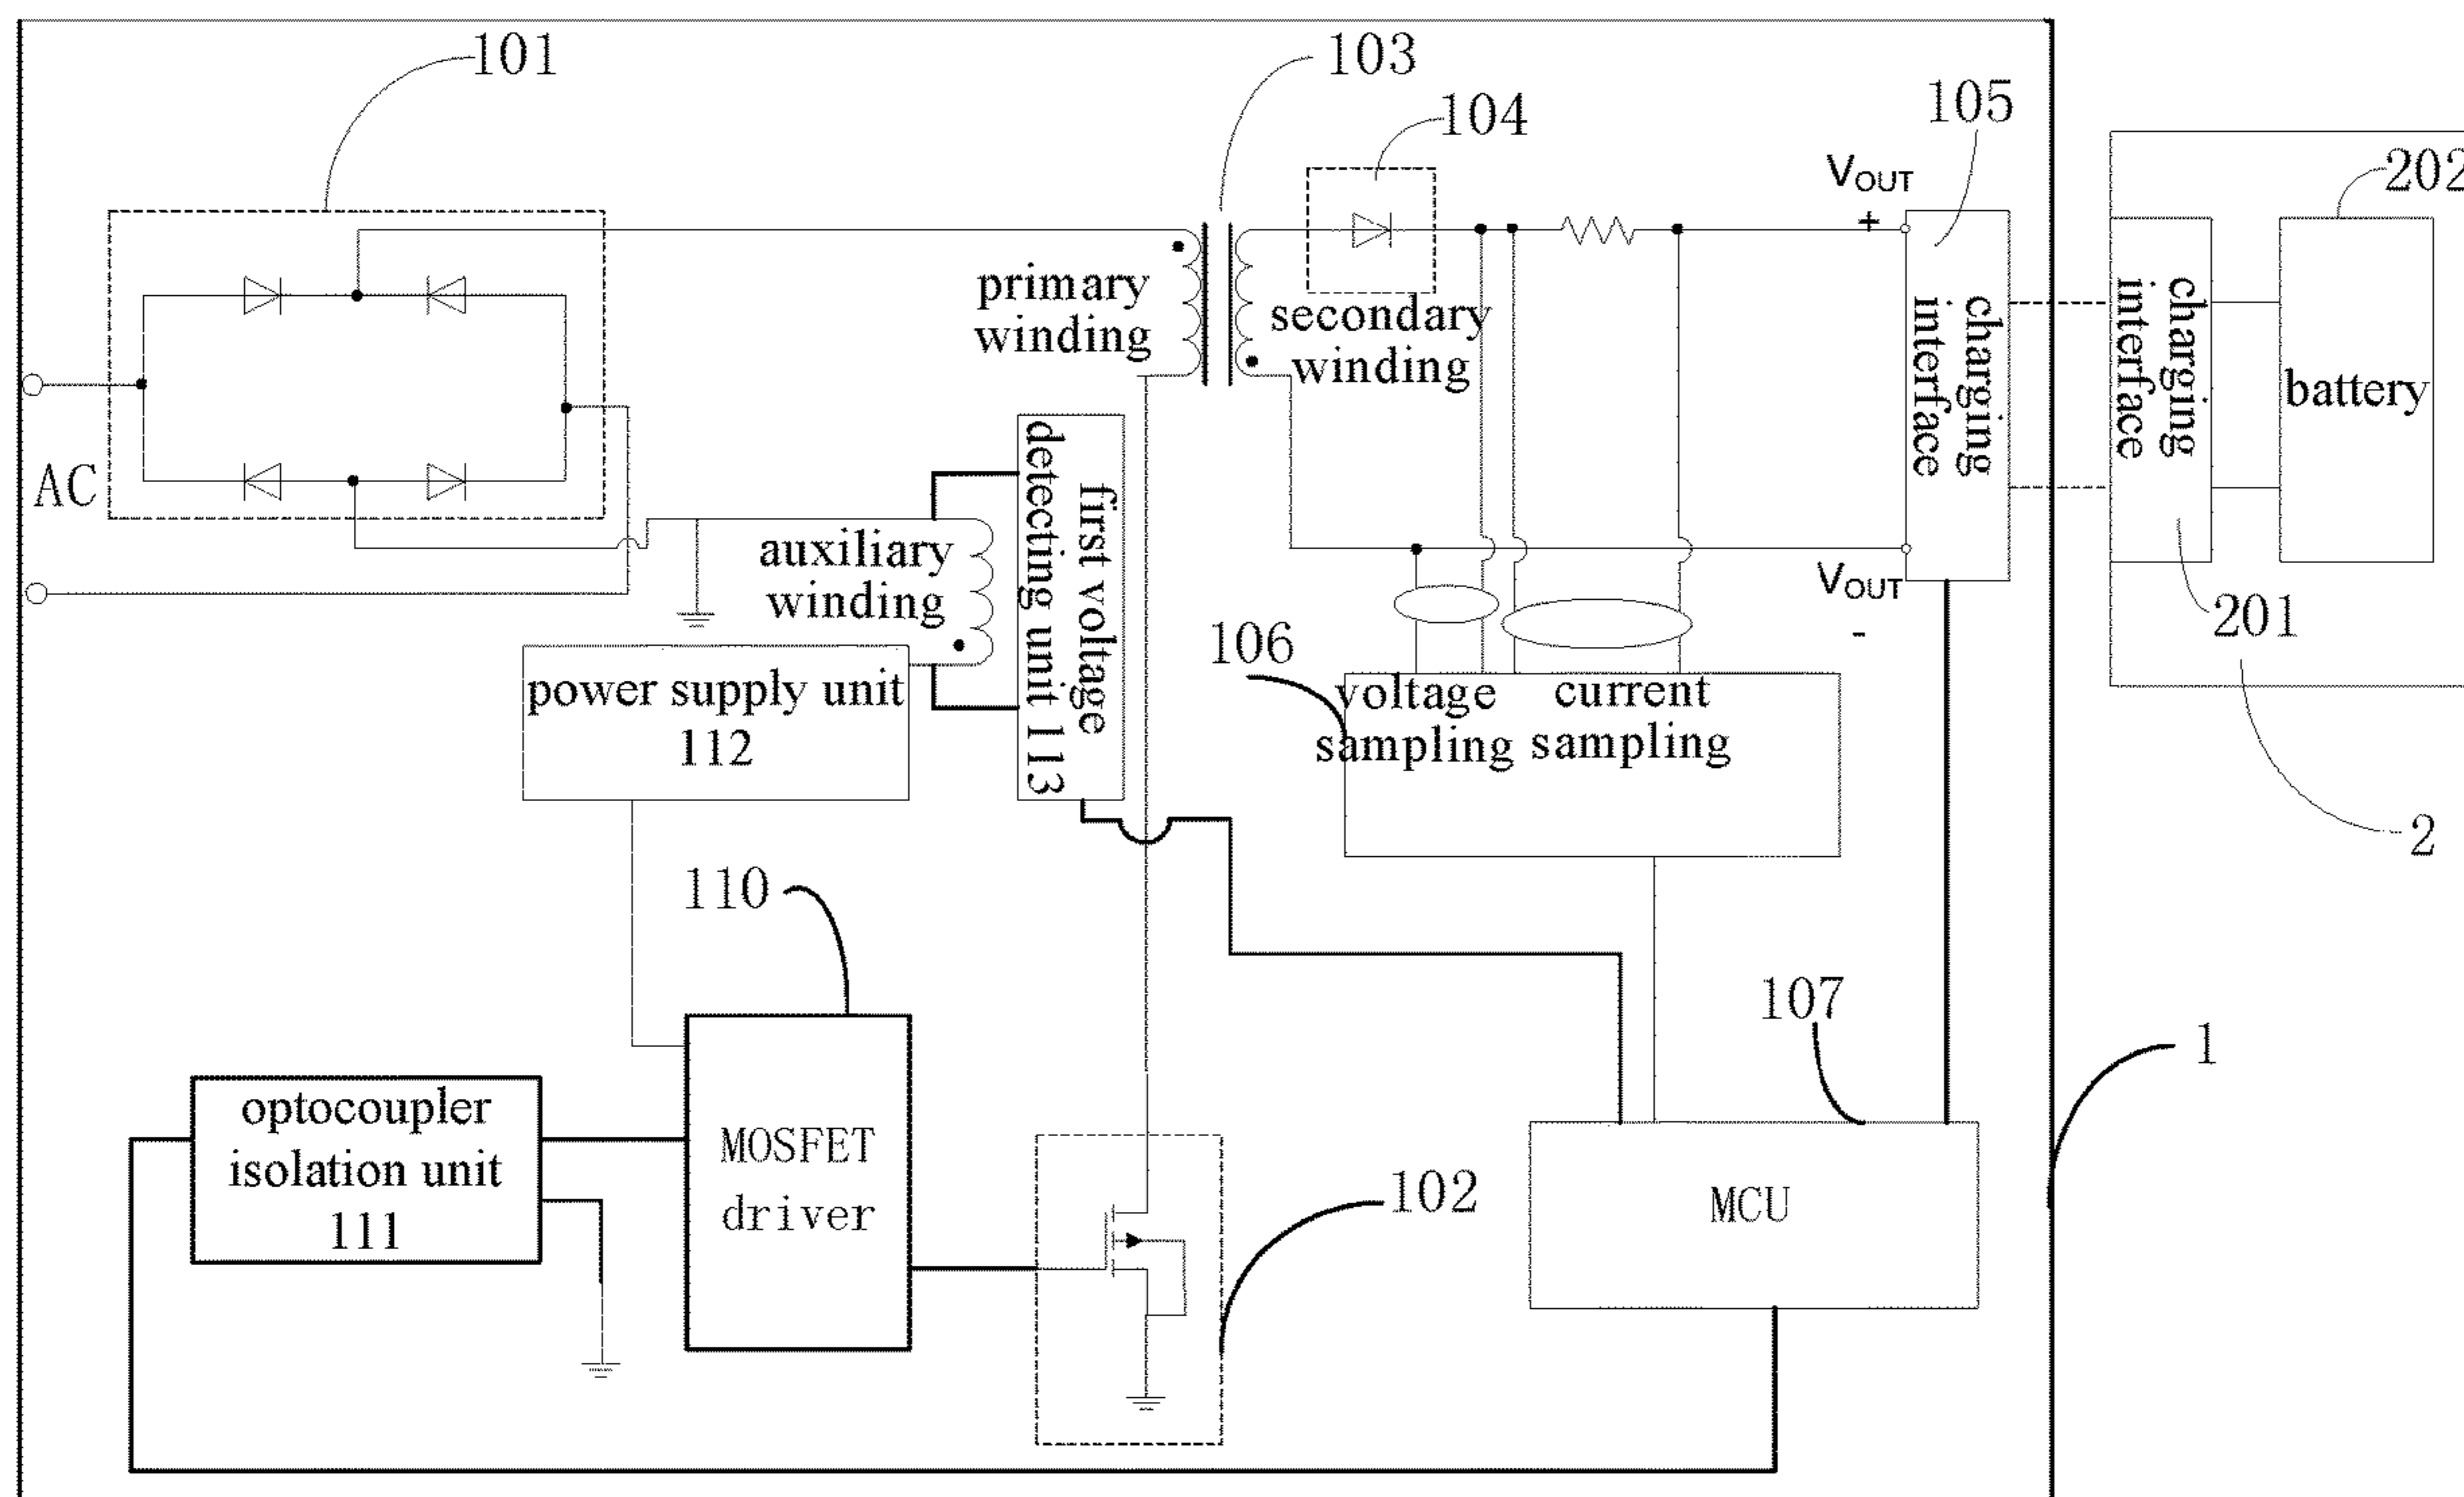 101
103
104
105
202
VOUT
+
primary
winding
secondary
winding
charging
interface
charging
interface
battery
AC
first voltage
detecting unit 113
auxiliary
winding
VOUT
-
201
106
power supply unit
112
voltage
sampling
current
sampling
2
110
107
1
optocoupler
isolation unit
111
MOSFET
driver
102
MCU